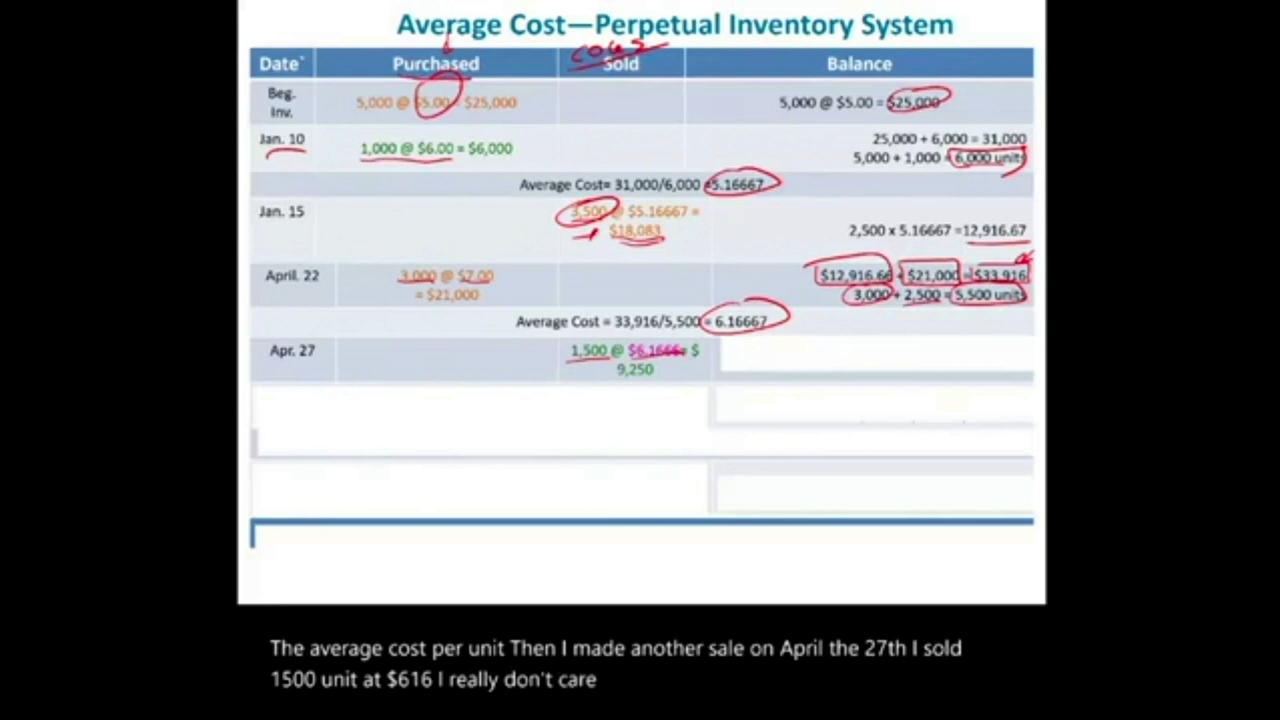 Average Cost—Perpetual Inventory System
COGS
Date` Purchased Sold Balance
Beg. Inv. 5,000 @ $5.00 = $25,000 5,000 @ $5.00 = $25,000
Jan. 10 1,000 @ $6.00 = $6,000 25,000 + 6,000 = 31,000
5,000 + 1,000 = 6,000 units
Average Cost= 31,000/6,000 =5.16667
Jan. 15 3,500 @ $5.16667 =
$18,083 2,500 x 5.16667 =12,916.67
April. 22 3,000 @ $7.00 $12,916.66 + $21,000 = $33,916
= $21,000 3,000 + 2,500 = 5,500 units
Average Cost = 33,916/5,500 = 6.16667
Apr. 27 1,500 @ $6.1666= $
9,250
The average cost per unit Then I made another sale on April the 27th I sold
1500 unit at $616 I really don't care